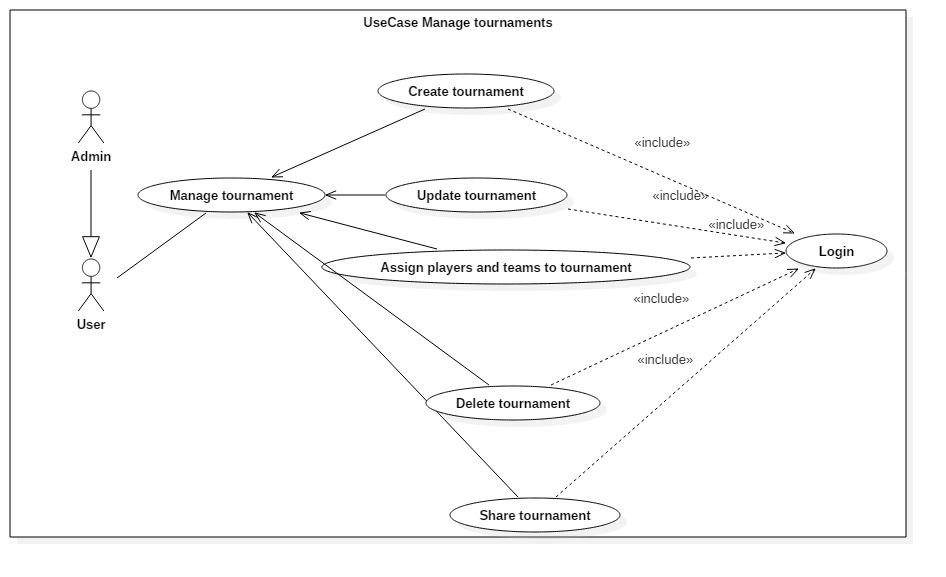 UseCase Manage tournaments
Create tournament
«include»
Admin
Manage tournament
Update tournament
«include»
«include»
Login
Assign players and teams to tournament
«include»
User
«include»
Delete tournament
Share tournament